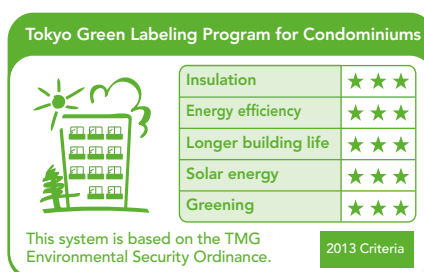 Tokyo Green Labeling Program for Condominiums
Insulation ★ ★ ★
Energy efficiency ★ ★ ★
Longer building life ★ ★ ★
Solar energy ★ ★ ★
Greening ★ ★ ★
This system is based on the TMG
Environmental Security Ordinance.
2013 Criteria